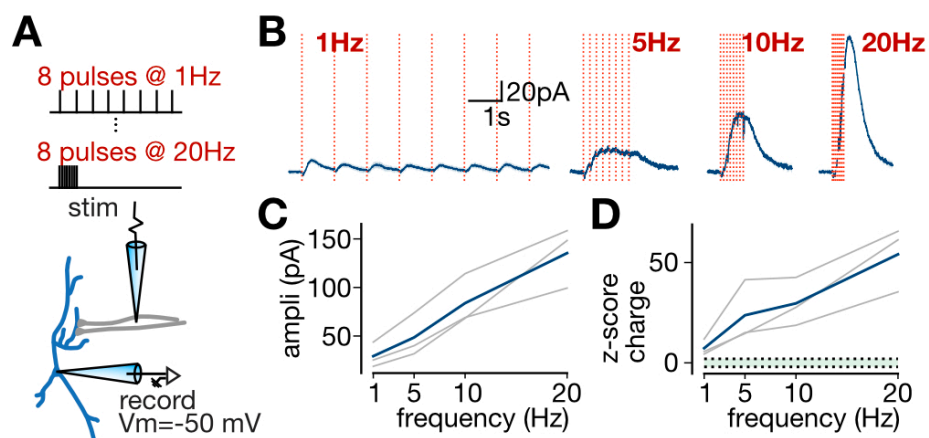 A
8 pulses @ 1Hz
8 pulses @ 20Hz
stim
record
Vm=-50 mV
B
1Hz
5Hz
10Hz
20Hz
20pA
1s
C
ampli (pA)
150
100
50
1
5
10
20
frequency (Hz)
D
z-score
charge
50
0
1
5
10
20
frequency (Hz)